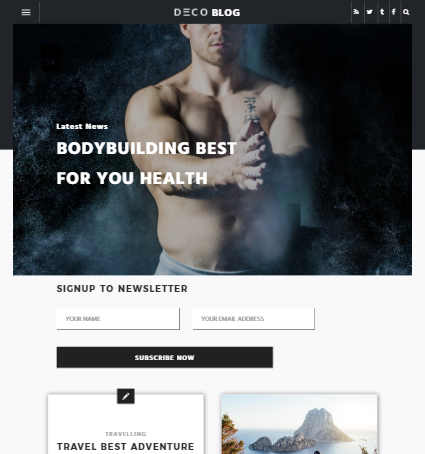 DECO BLOG
Latest News
BODYBUILDING BEST
FOR YOU HEALTH
SIGNUP TO NEWSLETTER
YOUR NAME
YOUR EMAIL ADDRESS
SUBSCRIBE NOW
TRAVELLING
TRAVEL BEST ADVENTURE